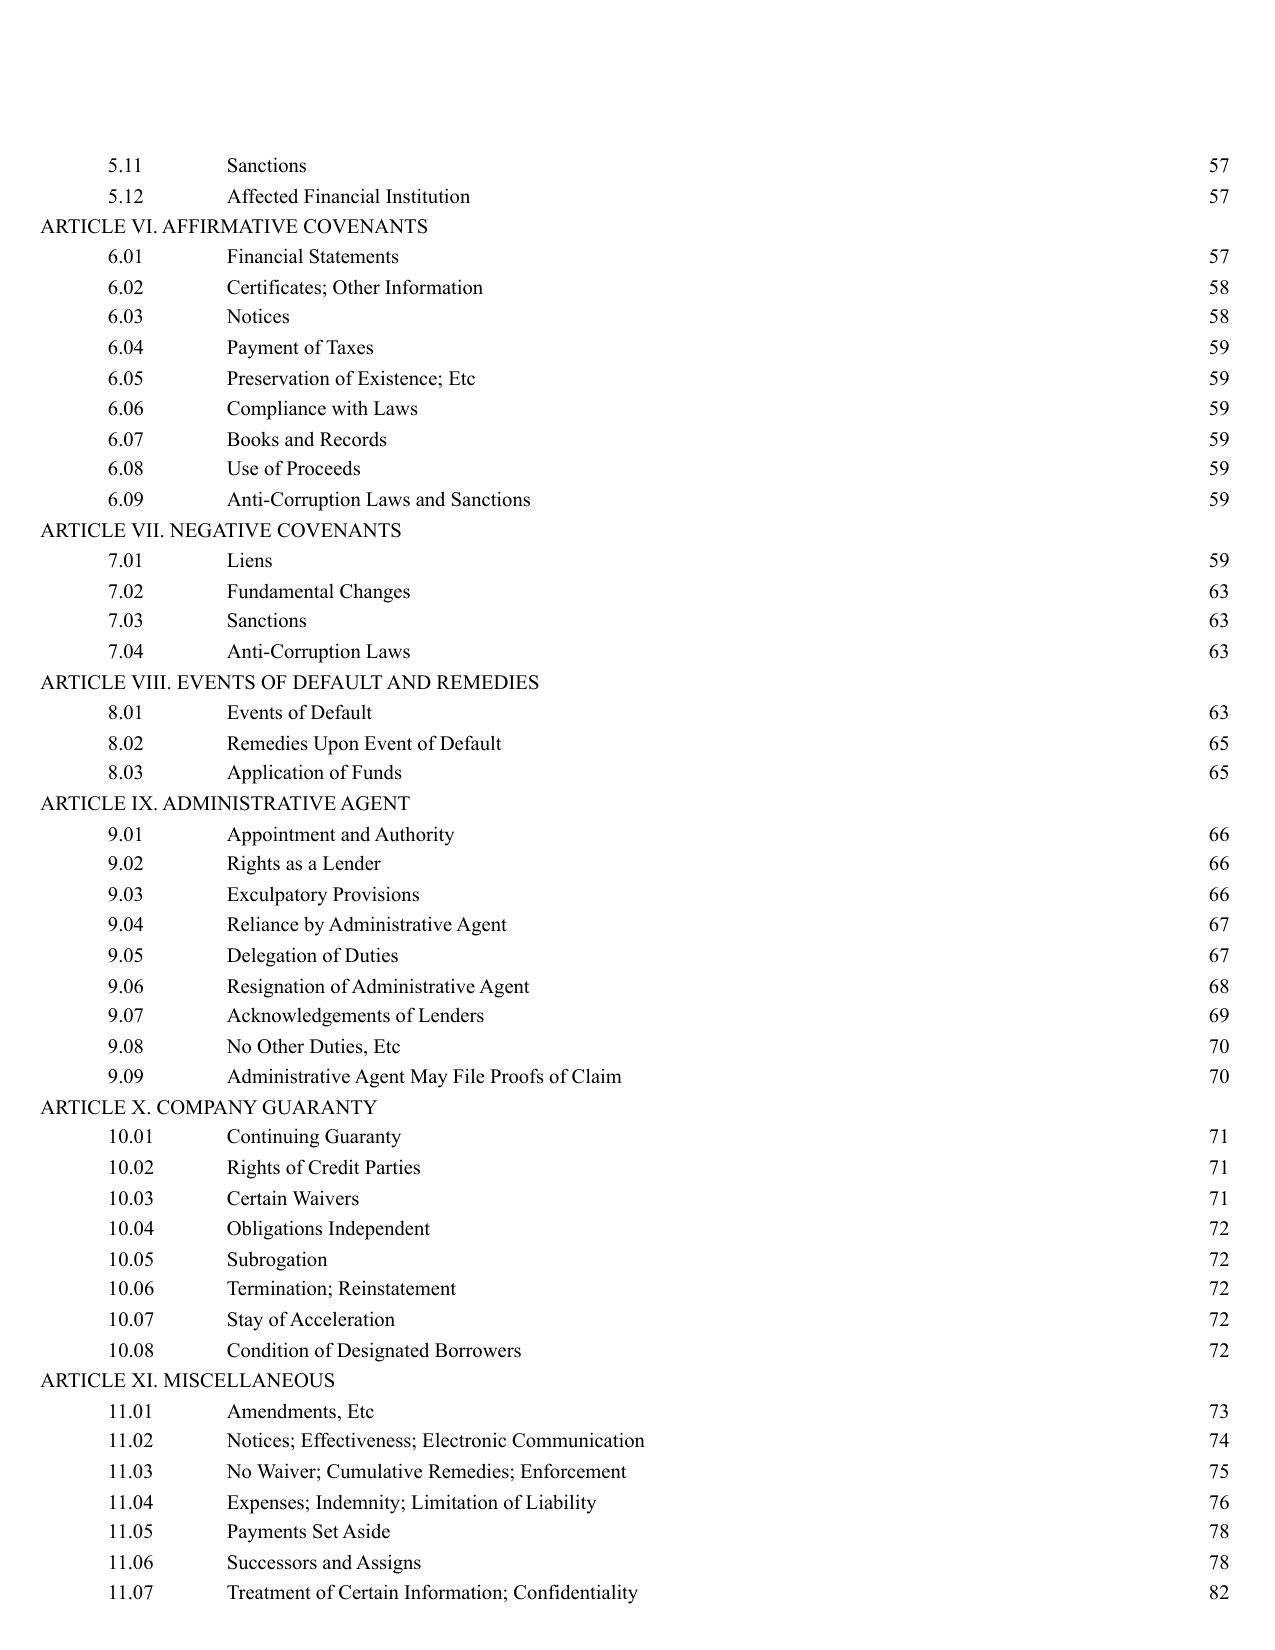 5.11 Sanctions 57
5.12 Affected Financial Institution 57
ARTICLE VI. AFFIRMATIVE COVENANTS
6.01 Financial Statements 57
6.02 Certificates; Other Information 58
6.03 Notices 58
6.04 Payment of Taxes 59
6.05 Preservation of Existence; Etc 59
6.06 Compliance with Laws 59
6.07 Books and Records 59
6.08 Use of Proceeds 59
6.09 Anti-Corruption Laws and Sanctions 59
ARTICLE VII. NEGATIVE COVENANTS
7.01 Liens 59
7.02 Fundamental Changes 63
7.03 Sanctions 63
7.04 Anti-Corruption Laws 63
ARTICLE VIII. EVENTS OF DEFAULT AND REMEDIES
8.01 Events of Default 63
8.02 Remedies Upon Event of Default 65
8.03 Application of Funds 65
ARTICLE IX. ADMINISTRATIVE AGENT
9.01 Appointment and Authority 66
9.02 Rights as a Lender 66
9.03 Exculpatory Provisions 66
9.04 Reliance by Administrative Agent 67
9.05 Delegation of Duties 67
9.06 Resignation of Administrative Agent 68
9.07 Acknowledgements of Lenders 69
9.08 No Other Duties, Etc 70
9.09 Administrative Agent May File Proofs of Claim 70
ARTICLE X. COMPANY GUARANTY
10.01 Continuing Guaranty 71
10.02 Rights of Credit Parties 71
10.03 Certain Waivers 71
10.04 Obligations Independent 72
10.05 Subrogation 72
10.06 Termination; Reinstatement 72
10.07 Stay of Acceleration 72
10.08 Condition of Designated Borrowers 72
ARTICLE XI. MISCELLANEOUS
11.01 Amendments, Etc 73
11.02 Notices; Effectiveness; Electronic Communication 74
11.03 No Waiver; Cumulative Remedies; Enforcement 75
11.04 Expenses; Indemnity; Limitation of Liability 76
11.05 Payments Set Aside 78
11.06 Successors and Assigns 78
11.07 Treatment of Certain Information; Confidentiality 82